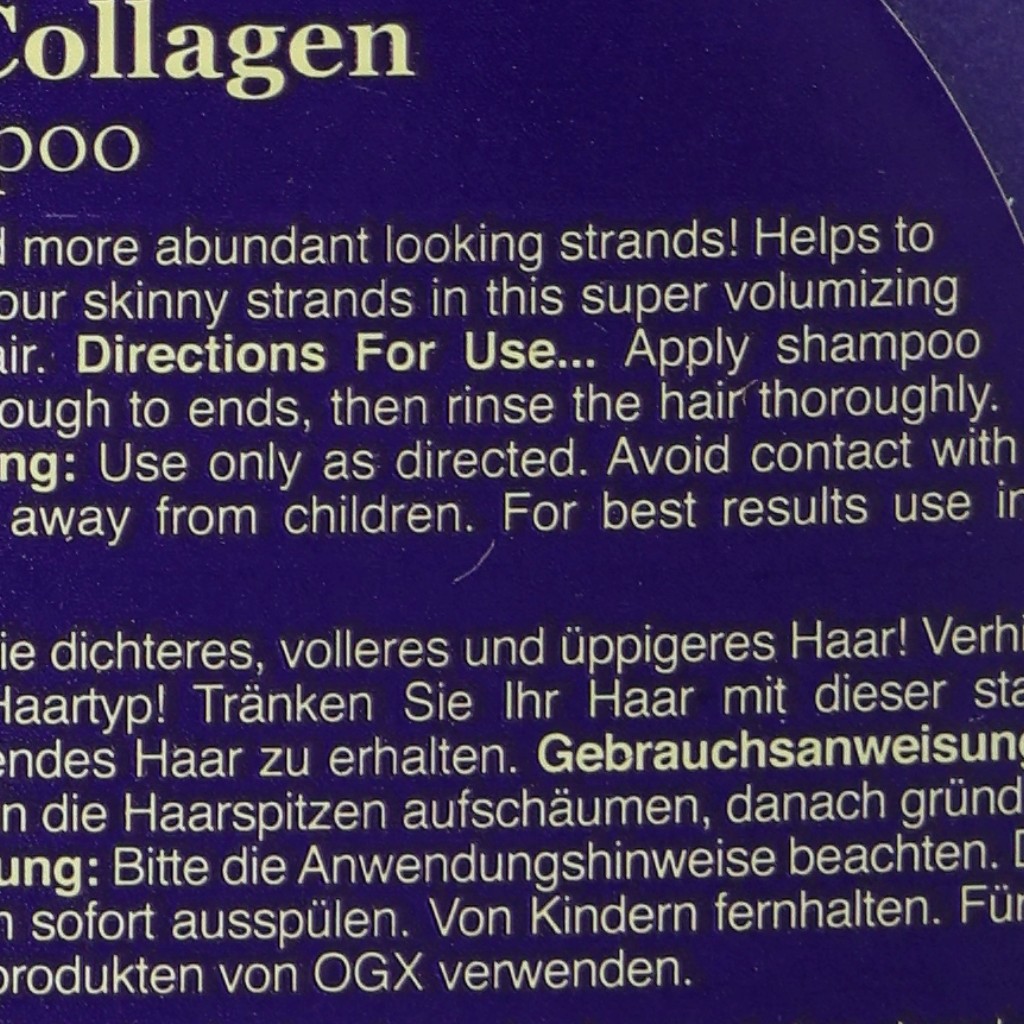 Collagen
poo
more abundant looking strands! Helps to
our skinny strands in this super volumizing
air. Directions For Use... Apply shampoo
ough to ends, then rinse the hair thoroughly.
ng: Use only as directed. Avoid contact with
away from children. For best results use in
ie dichteres, volleres und üppigeres Haar! Verhi
Haartyp! Tränken Sie Ihr Haar mit dieser sta
endes Haar zu erhalten. Gebrauchsanweisung
n die Haarspitzen aufschäumen, danach gründ
ung: Bitte die Anwendungshinweise beachten. D
n sofort ausspülen. Von Kindern fernhalten. Für
produkten von OGX verwenden.